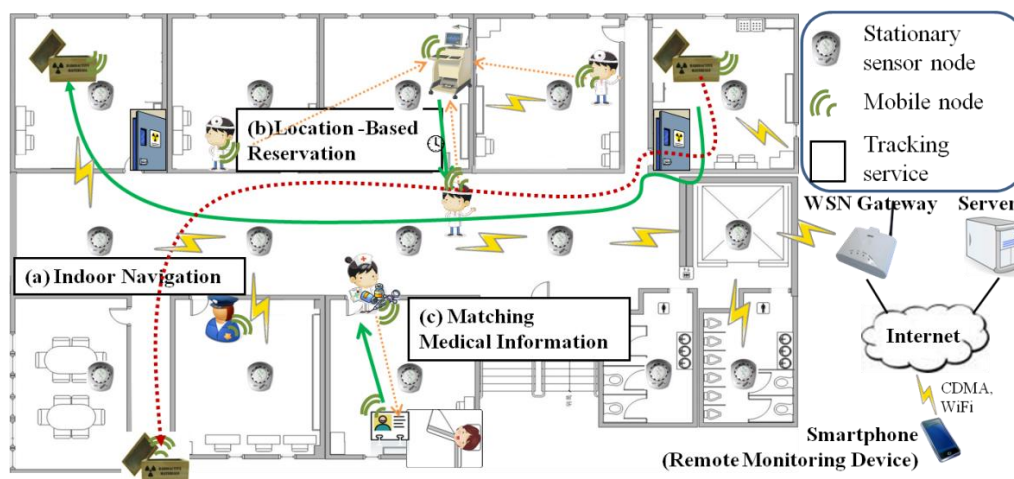 Stationary
sensor node
Mobile node
Tracking
service
(b)Location -Based
Reservation
WSN Gateway
Server
(a) Indoor Navigation
(c) Matching
Medical Information
Internet
CDMA,
WiFi
Smartphone
(Remote Monitoring Device)